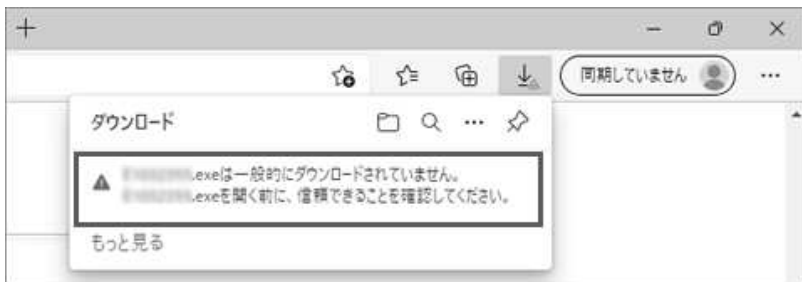 同期していません
ダウンロード
.exeは一般的にダウンロードされていません。
.exeを開く前に、信頼できることを確認してください。
もっと見る